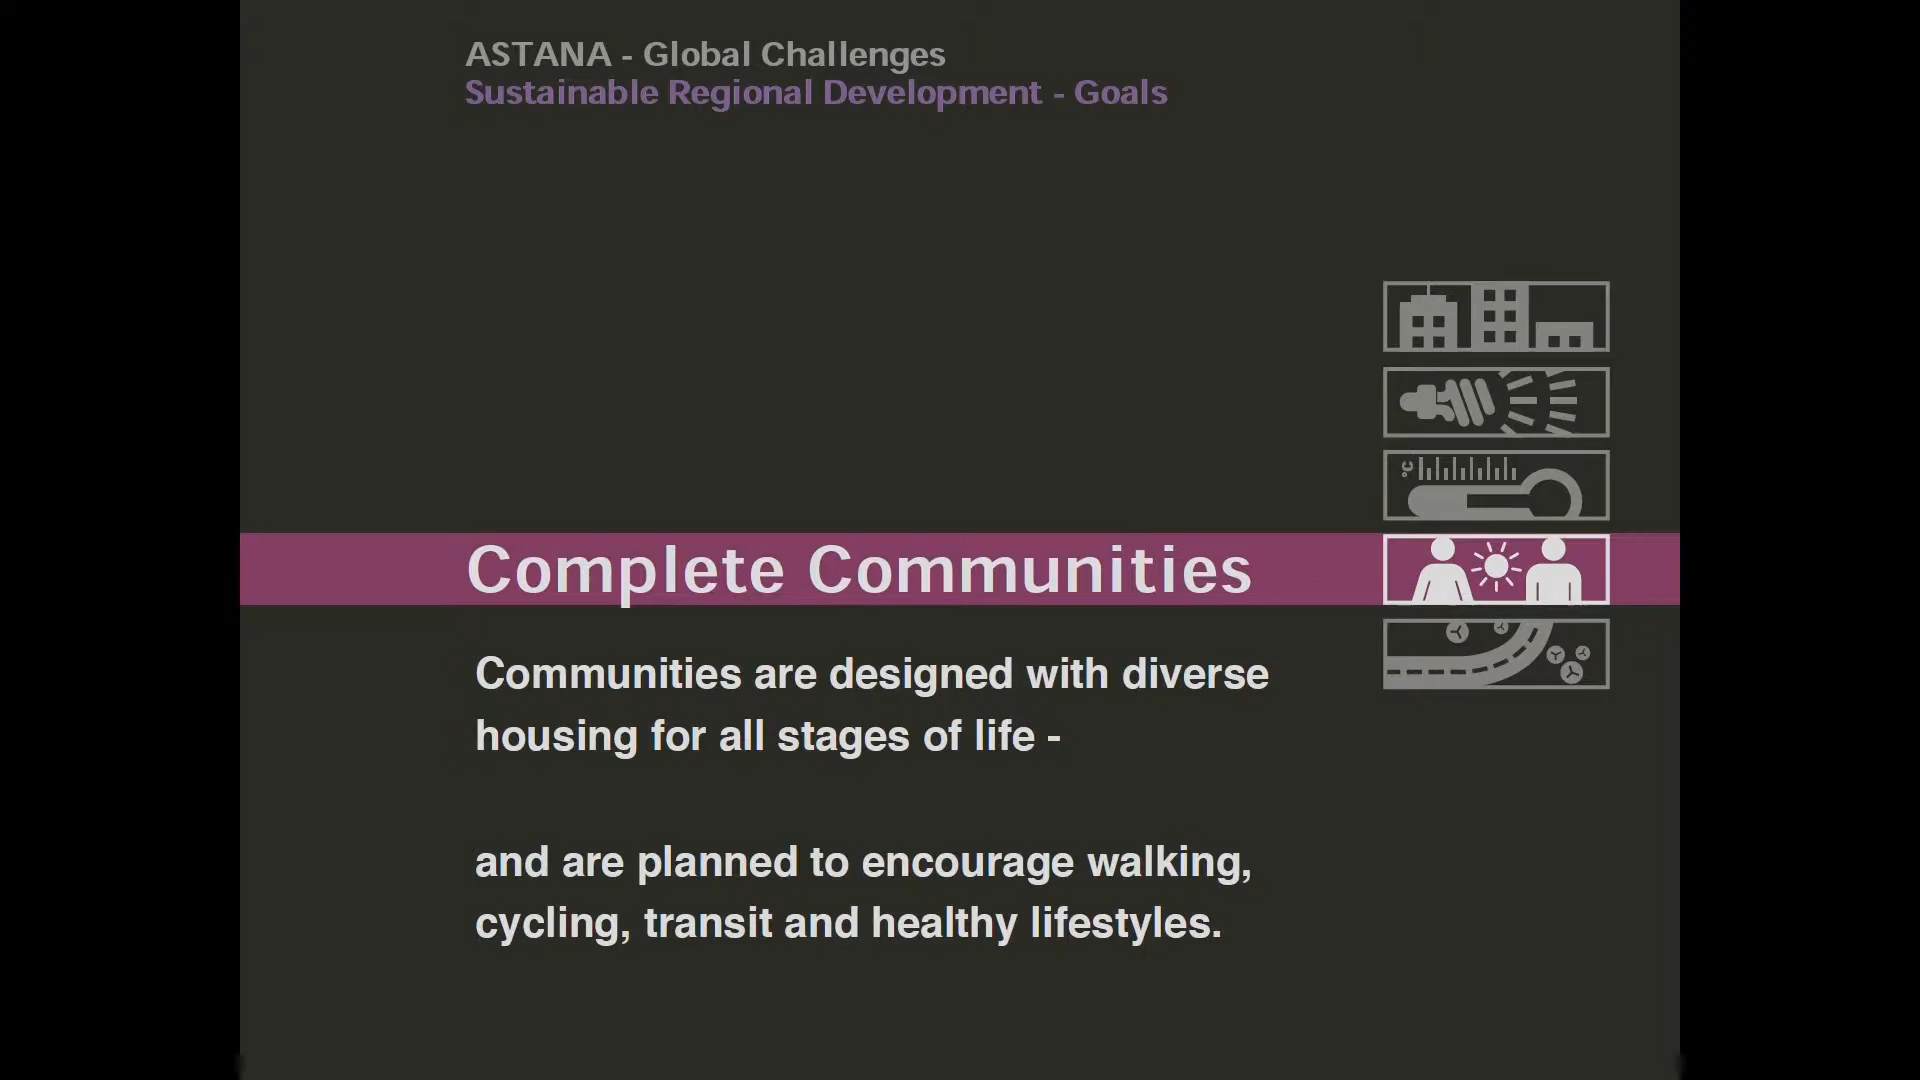 ASTANA - Global Challenges
Sustainable Regional Development - Goals
°C
Complete Communities
Communities are designed with diverse
housing for all stages of life -
and are planned to encourage walking,
cycling, transit and healthy lifestyles.